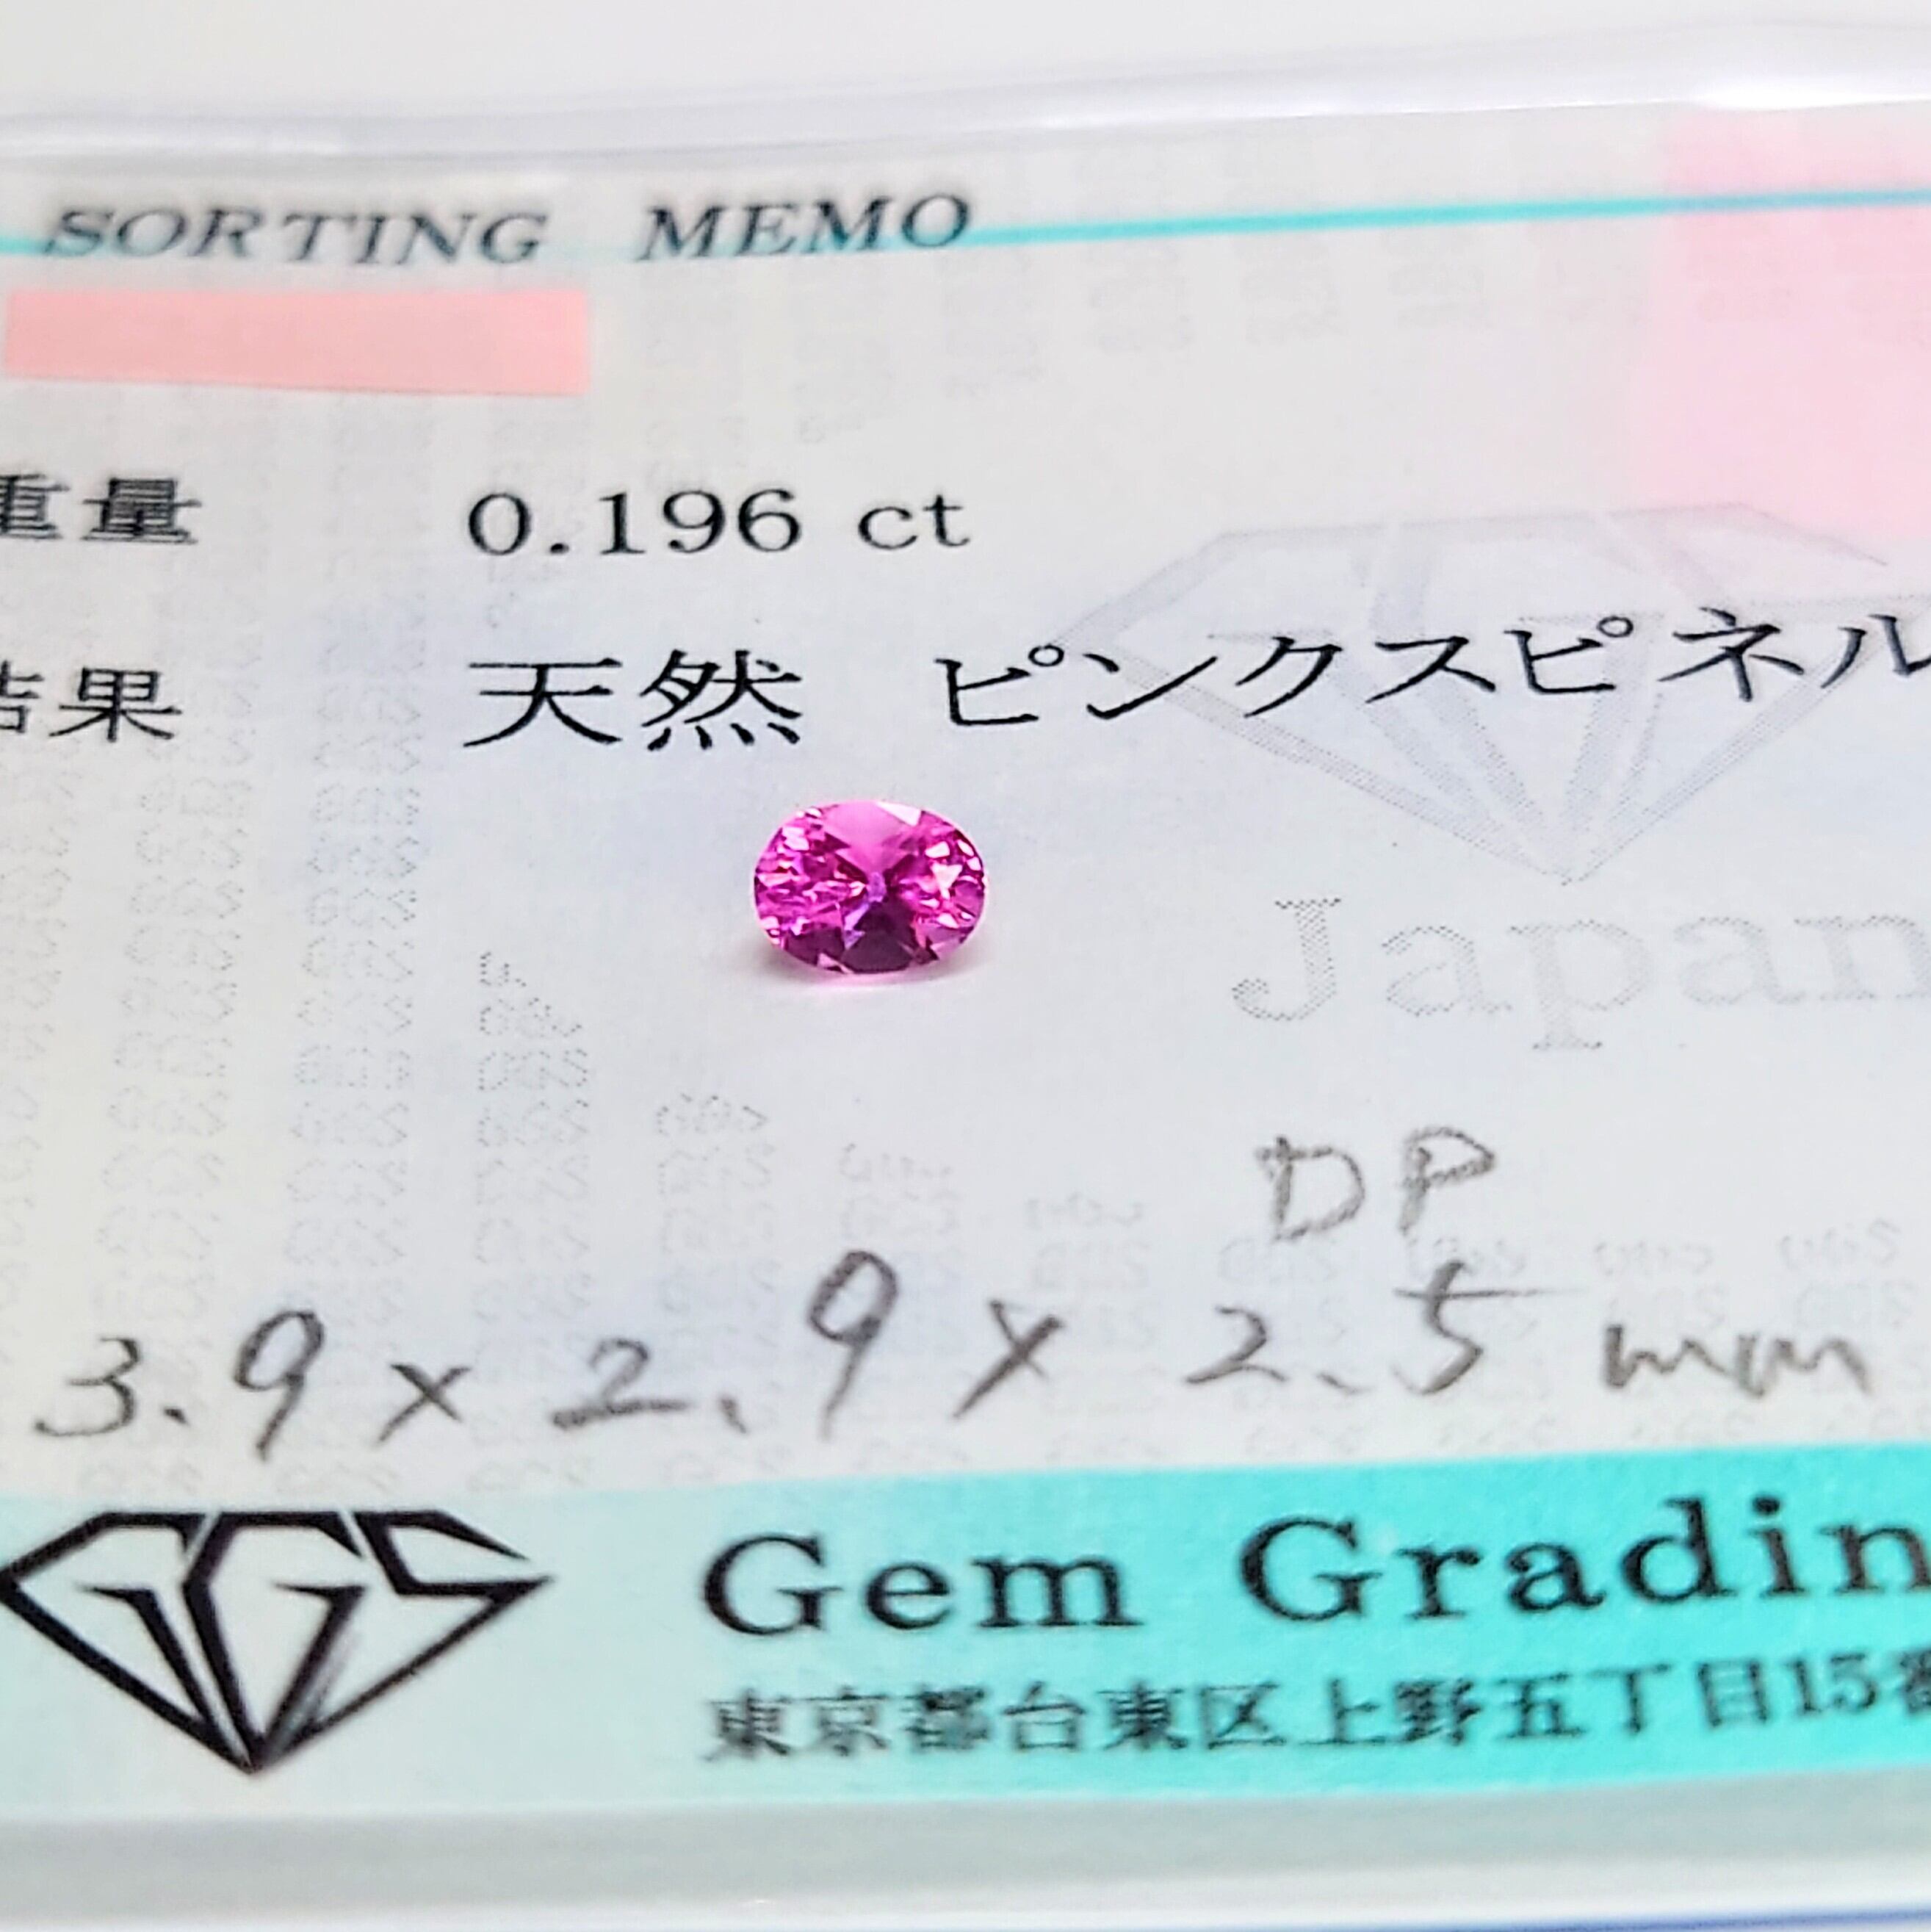 SORTING MEMO
重量 0.196 ct
結果 天然 ピンクスピネル
Japan
DP
3.9 x 2.9 x 2.5 mm
GGS
Gem Gradin
東京都台東区上野五丁目15番